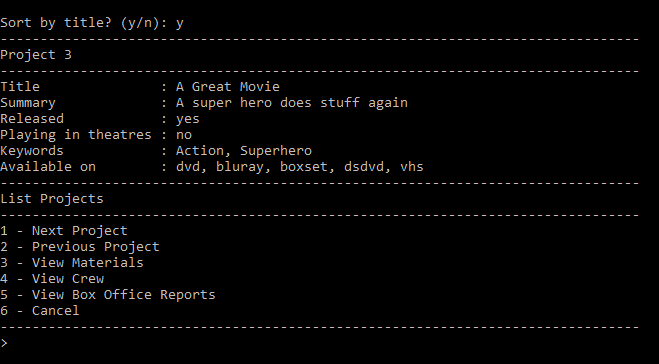 Sort by title? (y/n): y
--------------------------------------------------------------------------------
Project 3
--------------------------------------------------------------------------------
Title               : A Great Movie
Summary             : A super hero does stuff again
Released            : yes
Playing in theatres : no
Keywords            : Action, Superhero
Available on        : dvd, bluray, boxset, dsdvd, vhs
--------------------------------------------------------------------------------
List Projects
--------------------------------------------------------------------------------
1 - Next Project
2 - Previous Project
3 - View Materials
4 - View Crew
5 - View Box Office Reports
6 - Cancel
--------------------------------------------------------------------------------
>